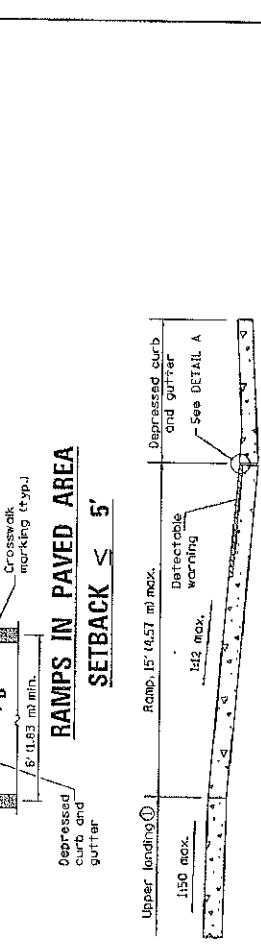 Crosswalk
marking (typ.)
6' (1.83 m) min.
Depressed
curb and
gutter
RAMPS IN PAVED AREA
SETBACK ≤ 5'
Upper landing ①
Ramp, 15' (4.57 m) max.
Depressed curb
and gutter
See DETAIL A
Detectable
warning
1:12 max.
1:50 max.